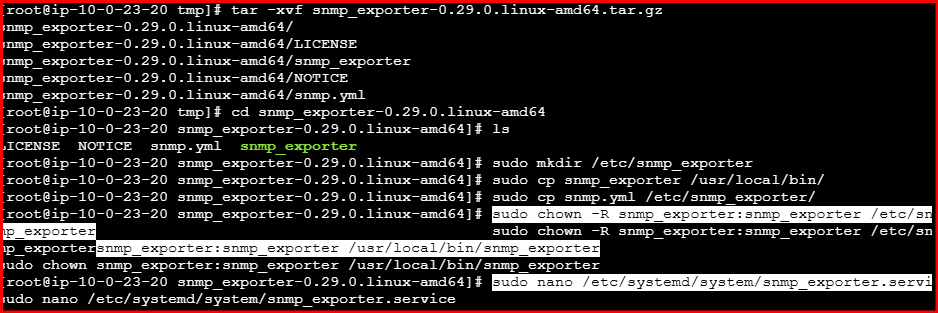 [root@ip-10-0-23-20 tmp]# tar -xvf snmp_exporter-0.29.0.linux-amd64.tar.gz
snmp_exporter-0.29.0.linux-amd64/
snmp_exporter-0.29.0.linux-amd64/LICENSE
snmp_exporter-0.29.0.linux-amd64/snmp_exporter
snmp_exporter-0.29.0.linux-amd64/NOTICE
snmp_exporter-0.29.0.linux-amd64/snmp.yml
[root@ip-10-0-23-20 tmp]# cd snmp_exporter-0.29.0.linux-amd64
[root@ip-10-0-23-20 snmp_exporter-0.29.0.linux-amd64]# ls
LICENSE  NOTICE  snmp.yml  snmp_exporter
[root@ip-10-0-23-20 snmp_exporter-0.29.0.linux-amd64]# sudo mkdir /etc/snmp_exporter
[root@ip-10-0-23-20 snmp_exporter-0.29.0.linux-amd64]# sudo cp snmp_exporter /usr/local/bin/
[root@ip-10-0-23-20 snmp_exporter-0.29.0.linux-amd64]# sudo cp snmp.yml /etc/snmp_exporter/
[root@ip-10-0-23-20 snmp_exporter-0.29.0.linux-amd64]# sudo chown -R snmp_exporter:snmp_exporter /etc/sn
mp_exporter sudo chown -R snmp_exporter:snmp_exporter /etc/sn
mp_exportersnmp_exporter:snmp_exporter /usr/local/bin/snmp_exporter
sudo chown snmp_exporter:snmp_exporter /usr/local/bin/snmp_exporter
[root@ip-10-0-23-20 snmp_exporter-0.29.0.linux-amd64]# sudo nano /etc/systemd/system/snmp_exporter.servi
sudo nano /etc/systemd/system/snmp_exporter.service